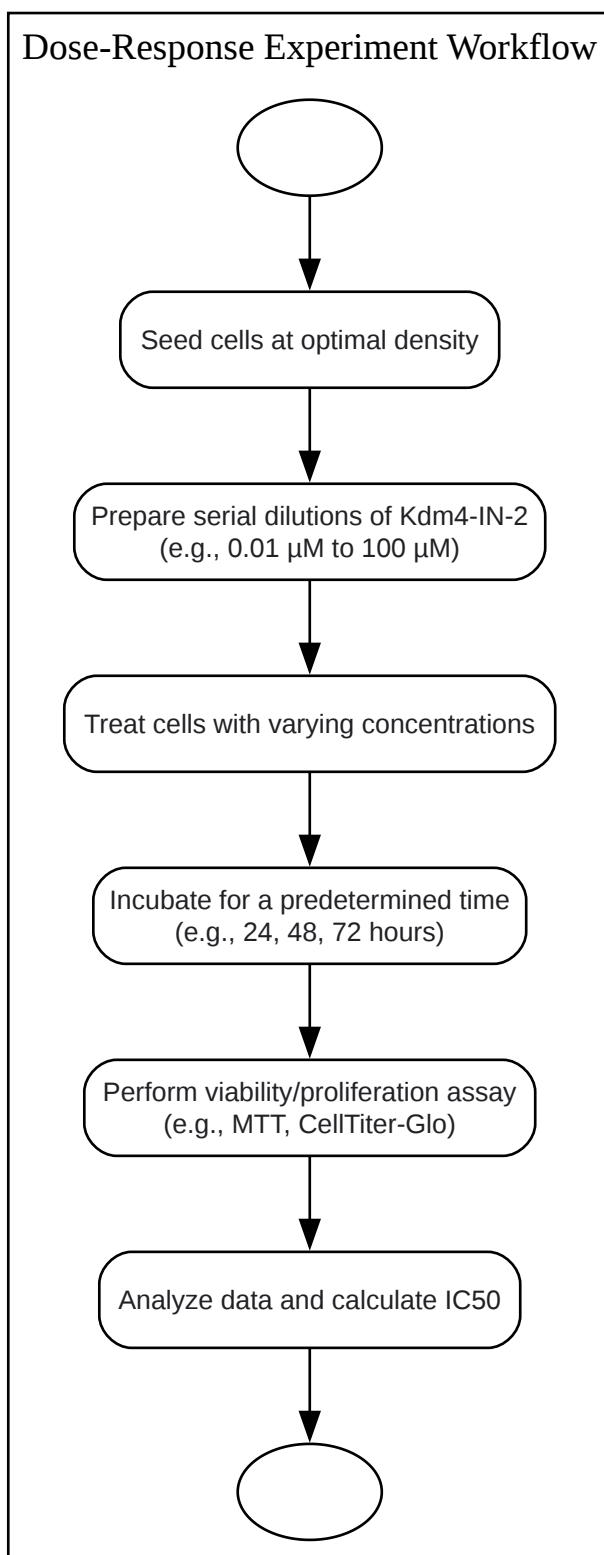 Dose-Response Experiment Workflow
Seed cells at optimal density
Prepare serial dilutions of Kdm4-IN-2
(e.g., 0.01 µM to 100 µM)
Treat cells with varying concentrations
Incubate for a predetermined time
(e.g., 24, 48, 72 hours)
Perform viability/proliferation assay
(e.g., MTT, CellTiter-Glo)
Analyze data and calculate IC50